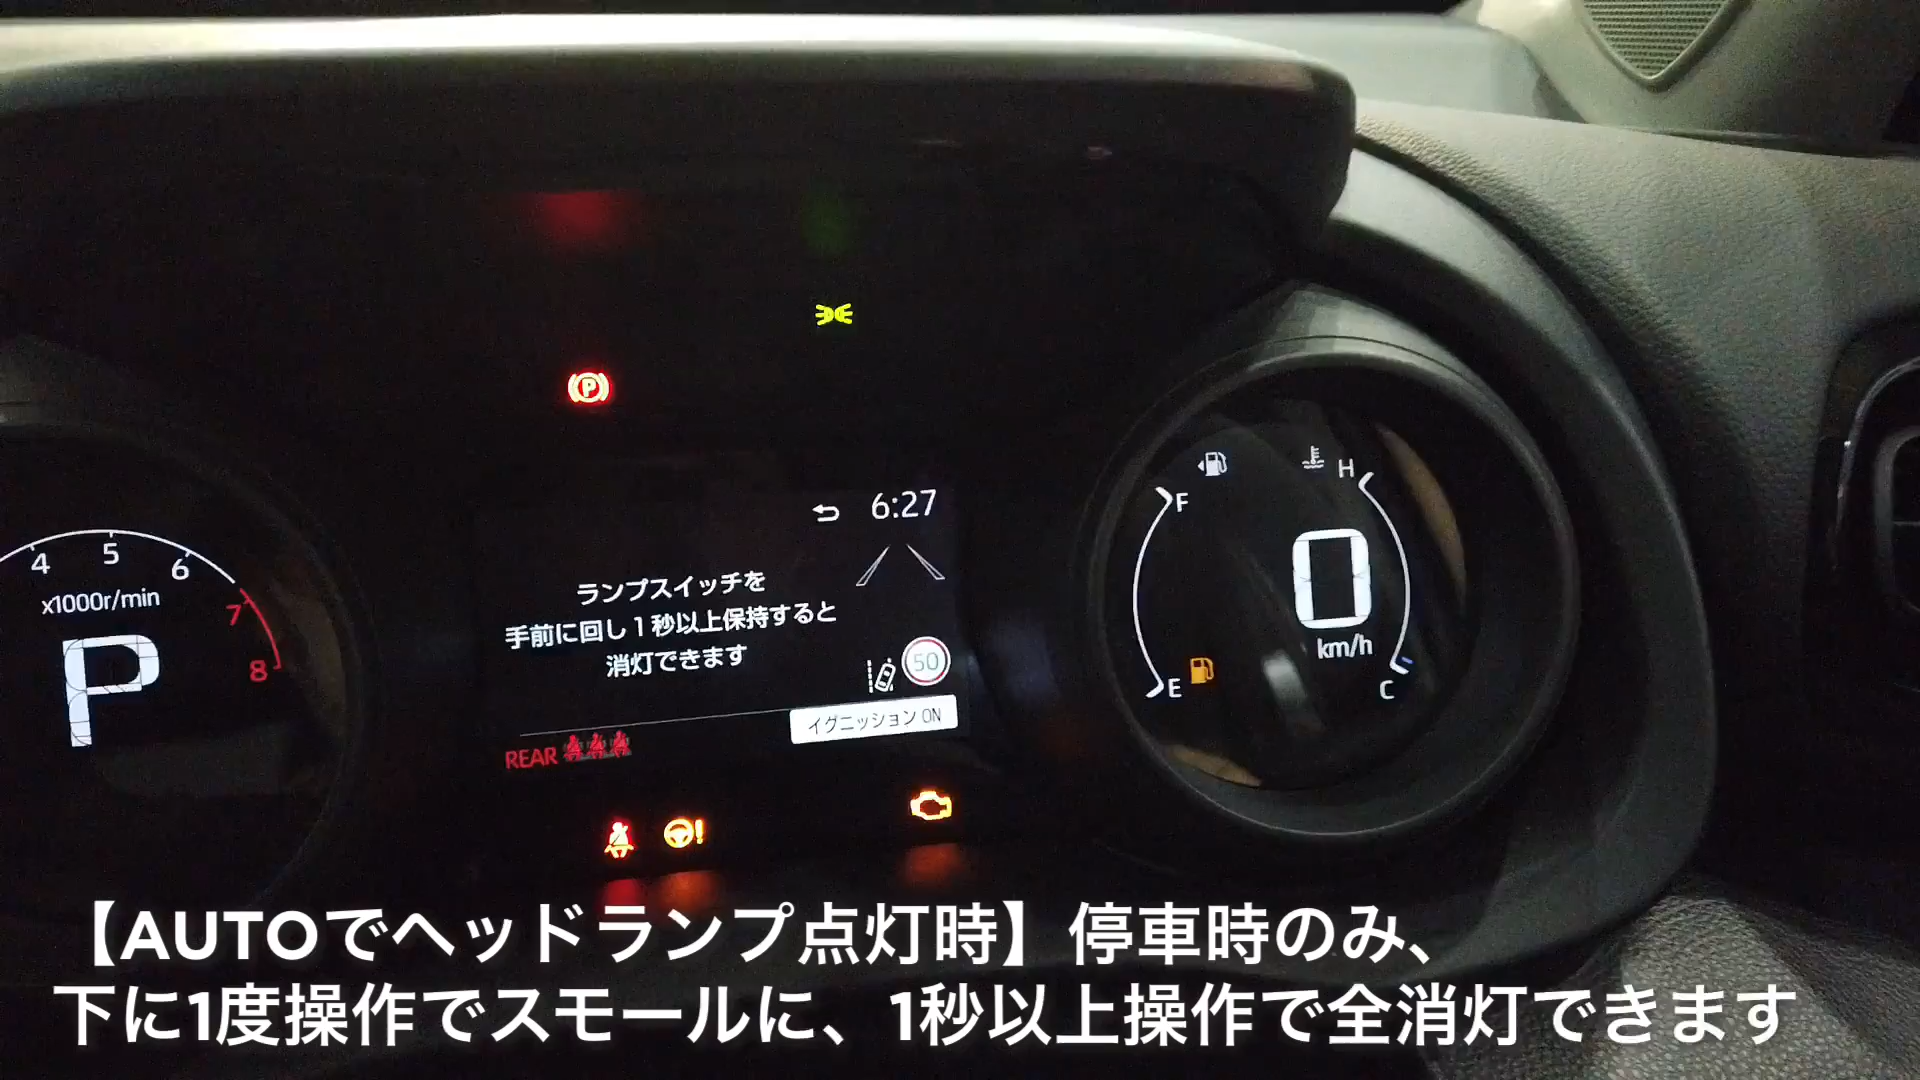 6:27
4 5 6 7 8
x1000r/min
P
ランプスイッチを
手前に回し1秒以上保持すると
消灯できます
50
イグニッション ON
REAR
F
H
0
km/h
E
C
【AUTOでヘッドランプ点灯時】停車時のみ、
下に1度操作でスモールに、1秒以上操作で全消灯できます